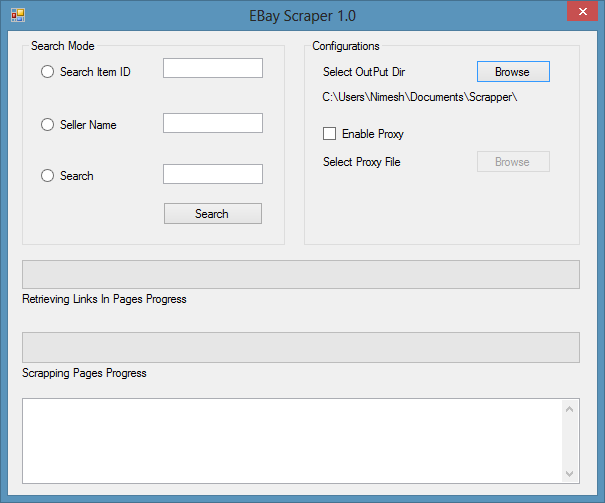 EBay Scraper 1.0
Search Mode
Search Item ID
Seller Name
Search
Search
Configurations
Select OutPut Dir
Browse
C:\Users\Nimesh\Documents\Scrapper\
Enable Proxy
Select Proxy File
Browse
Retrieving Links In Pages Progress
Scrapping Pages Progress